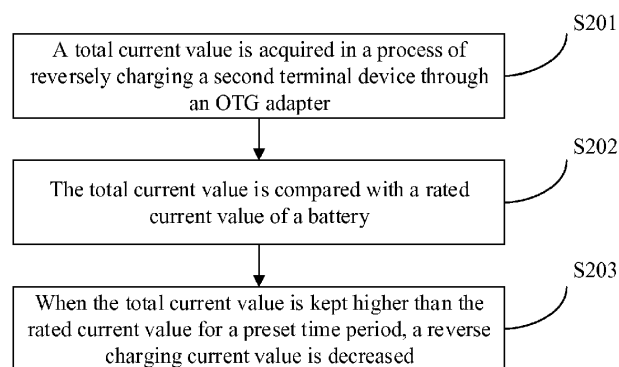 S201
A total current value is acquired in a process of
reversely charging a second terminal device through
an OTG adapter
S202
The total current value is compared with a rated
current value of a battery
S203
When the total current value is kept higher than the
rated current value for a preset time period, a reverse
charging current value is decreased